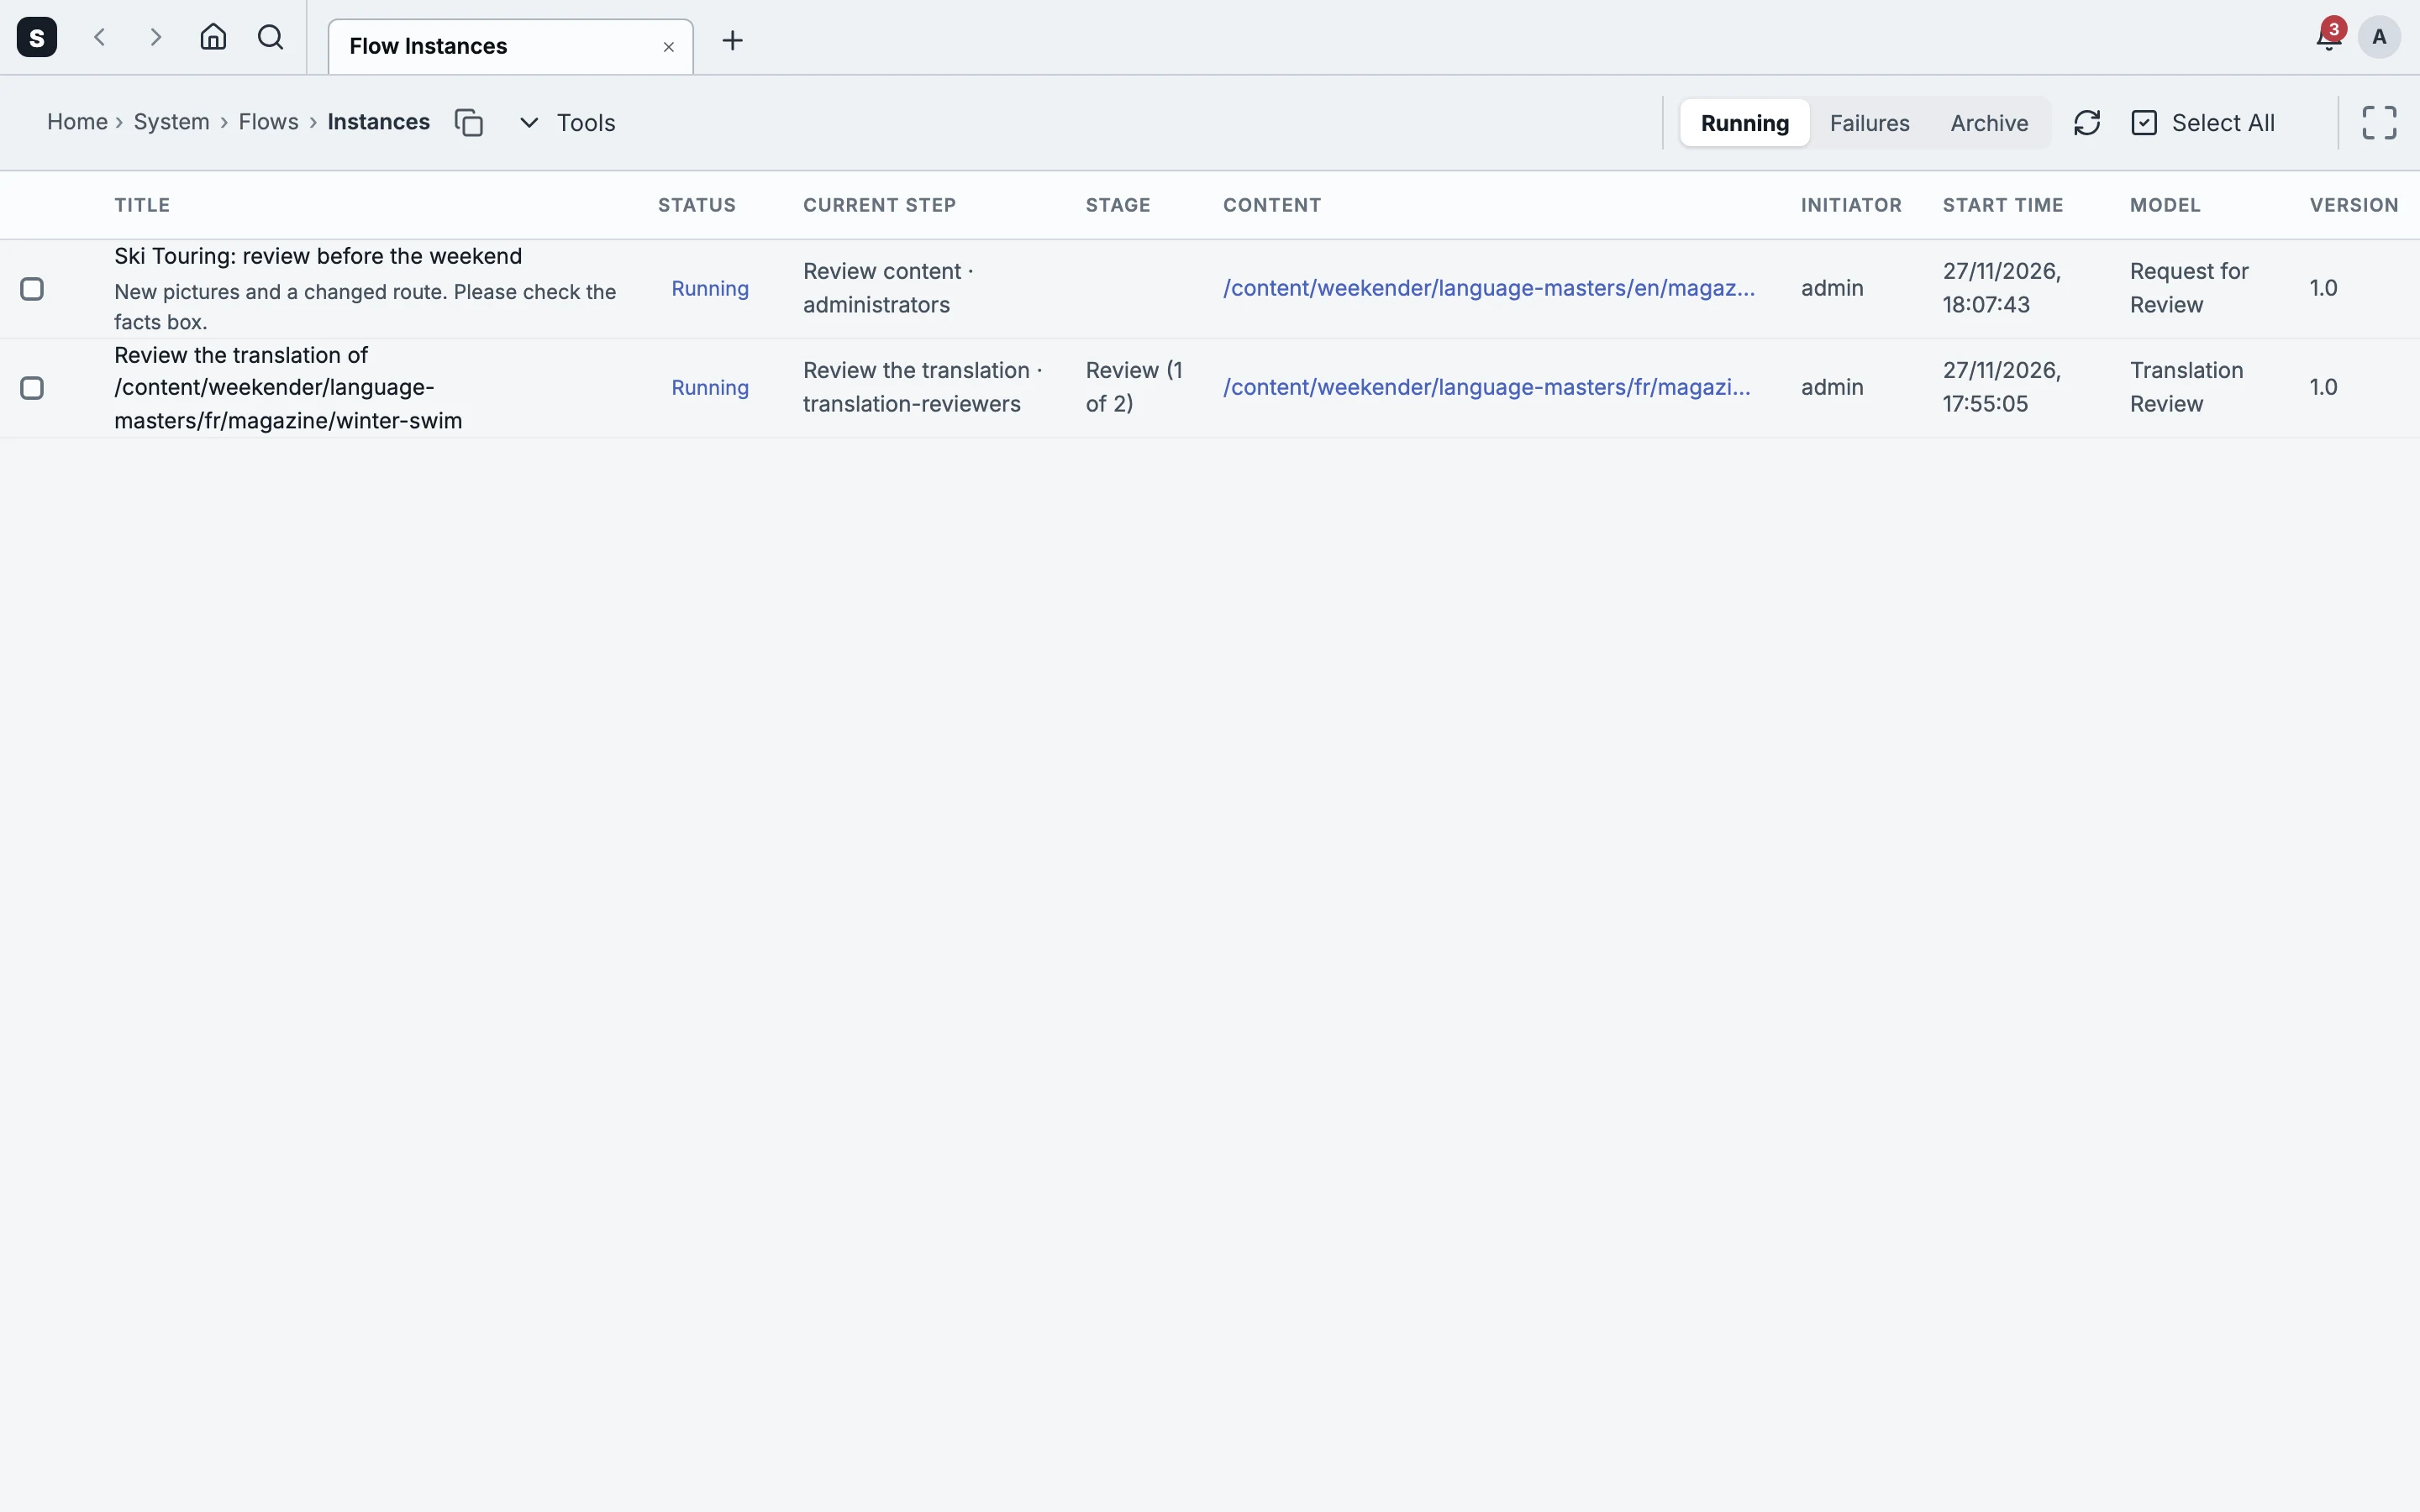 S
Flow Instances
3
A
Home › System › Flows › Instances
Tools
Running
Failures
Archive
Select All
TITLE
STATUS
CURRENT STEP
STAGE
CONTENT
INITIATOR
START TIME
MODEL
VERSION
Ski Touring: review before the weekend
New pictures and a changed route. Please check the
facts box.
Running
Review content ·
administrators
/content/weekender/language-masters/en/magaz...
admin
27/11/2026,
18:07:43
Request for
Review
1.0
Review the translation of
/content/weekender/language-
masters/fr/magazine/winter-swim
Running
Review the translation ·
translation-reviewers
Review (1
of 2)
/content/weekender/language-masters/fr/magazi...
admin
27/11/2026,
17:55:05
Translation
Review
1.0